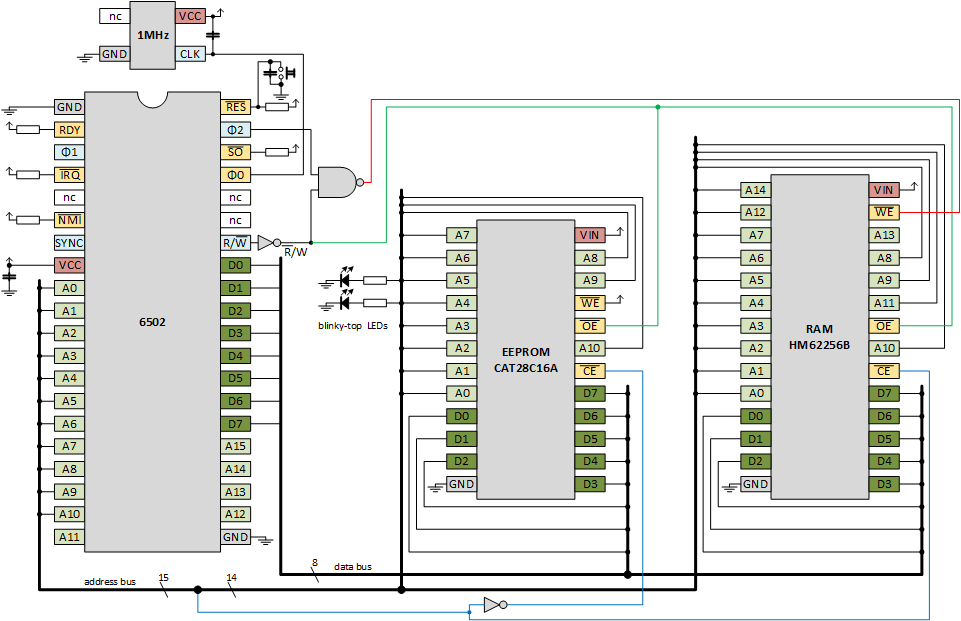 nc VCC
1MHz
GND CLK
GND RES
RDY Φ2
Φ1 SO
IRQ Φ0
nc nc
NMI nc
SYNC R/W
R/W
VCC D0
A0 D1
A1 D2
6502
A2 D3
A3 D4
A4 D5
A5 D6
A6 D7
A7 A15
A8 A14
A9 A13
A10 A12
A11 GND
blinky-top LEDs
A7 VIN
A6 A8
A5 A9
A4 WE
A3 OE
EEPROM
CAT28C16A
A2 A10
A1 CE
A0 D7
D0 D6
D1 D5
D2 D4
GND D3
A14 VIN
A12 WE
A7 A13
A6 A8
A5 A9
A4 A11
A3 OE
RAM
HM62256B
A2 A10
A1 CE
A0 D7
D0 D6
D1 D5
D2 D4
GND D3
8 data bus
address bus 15 14